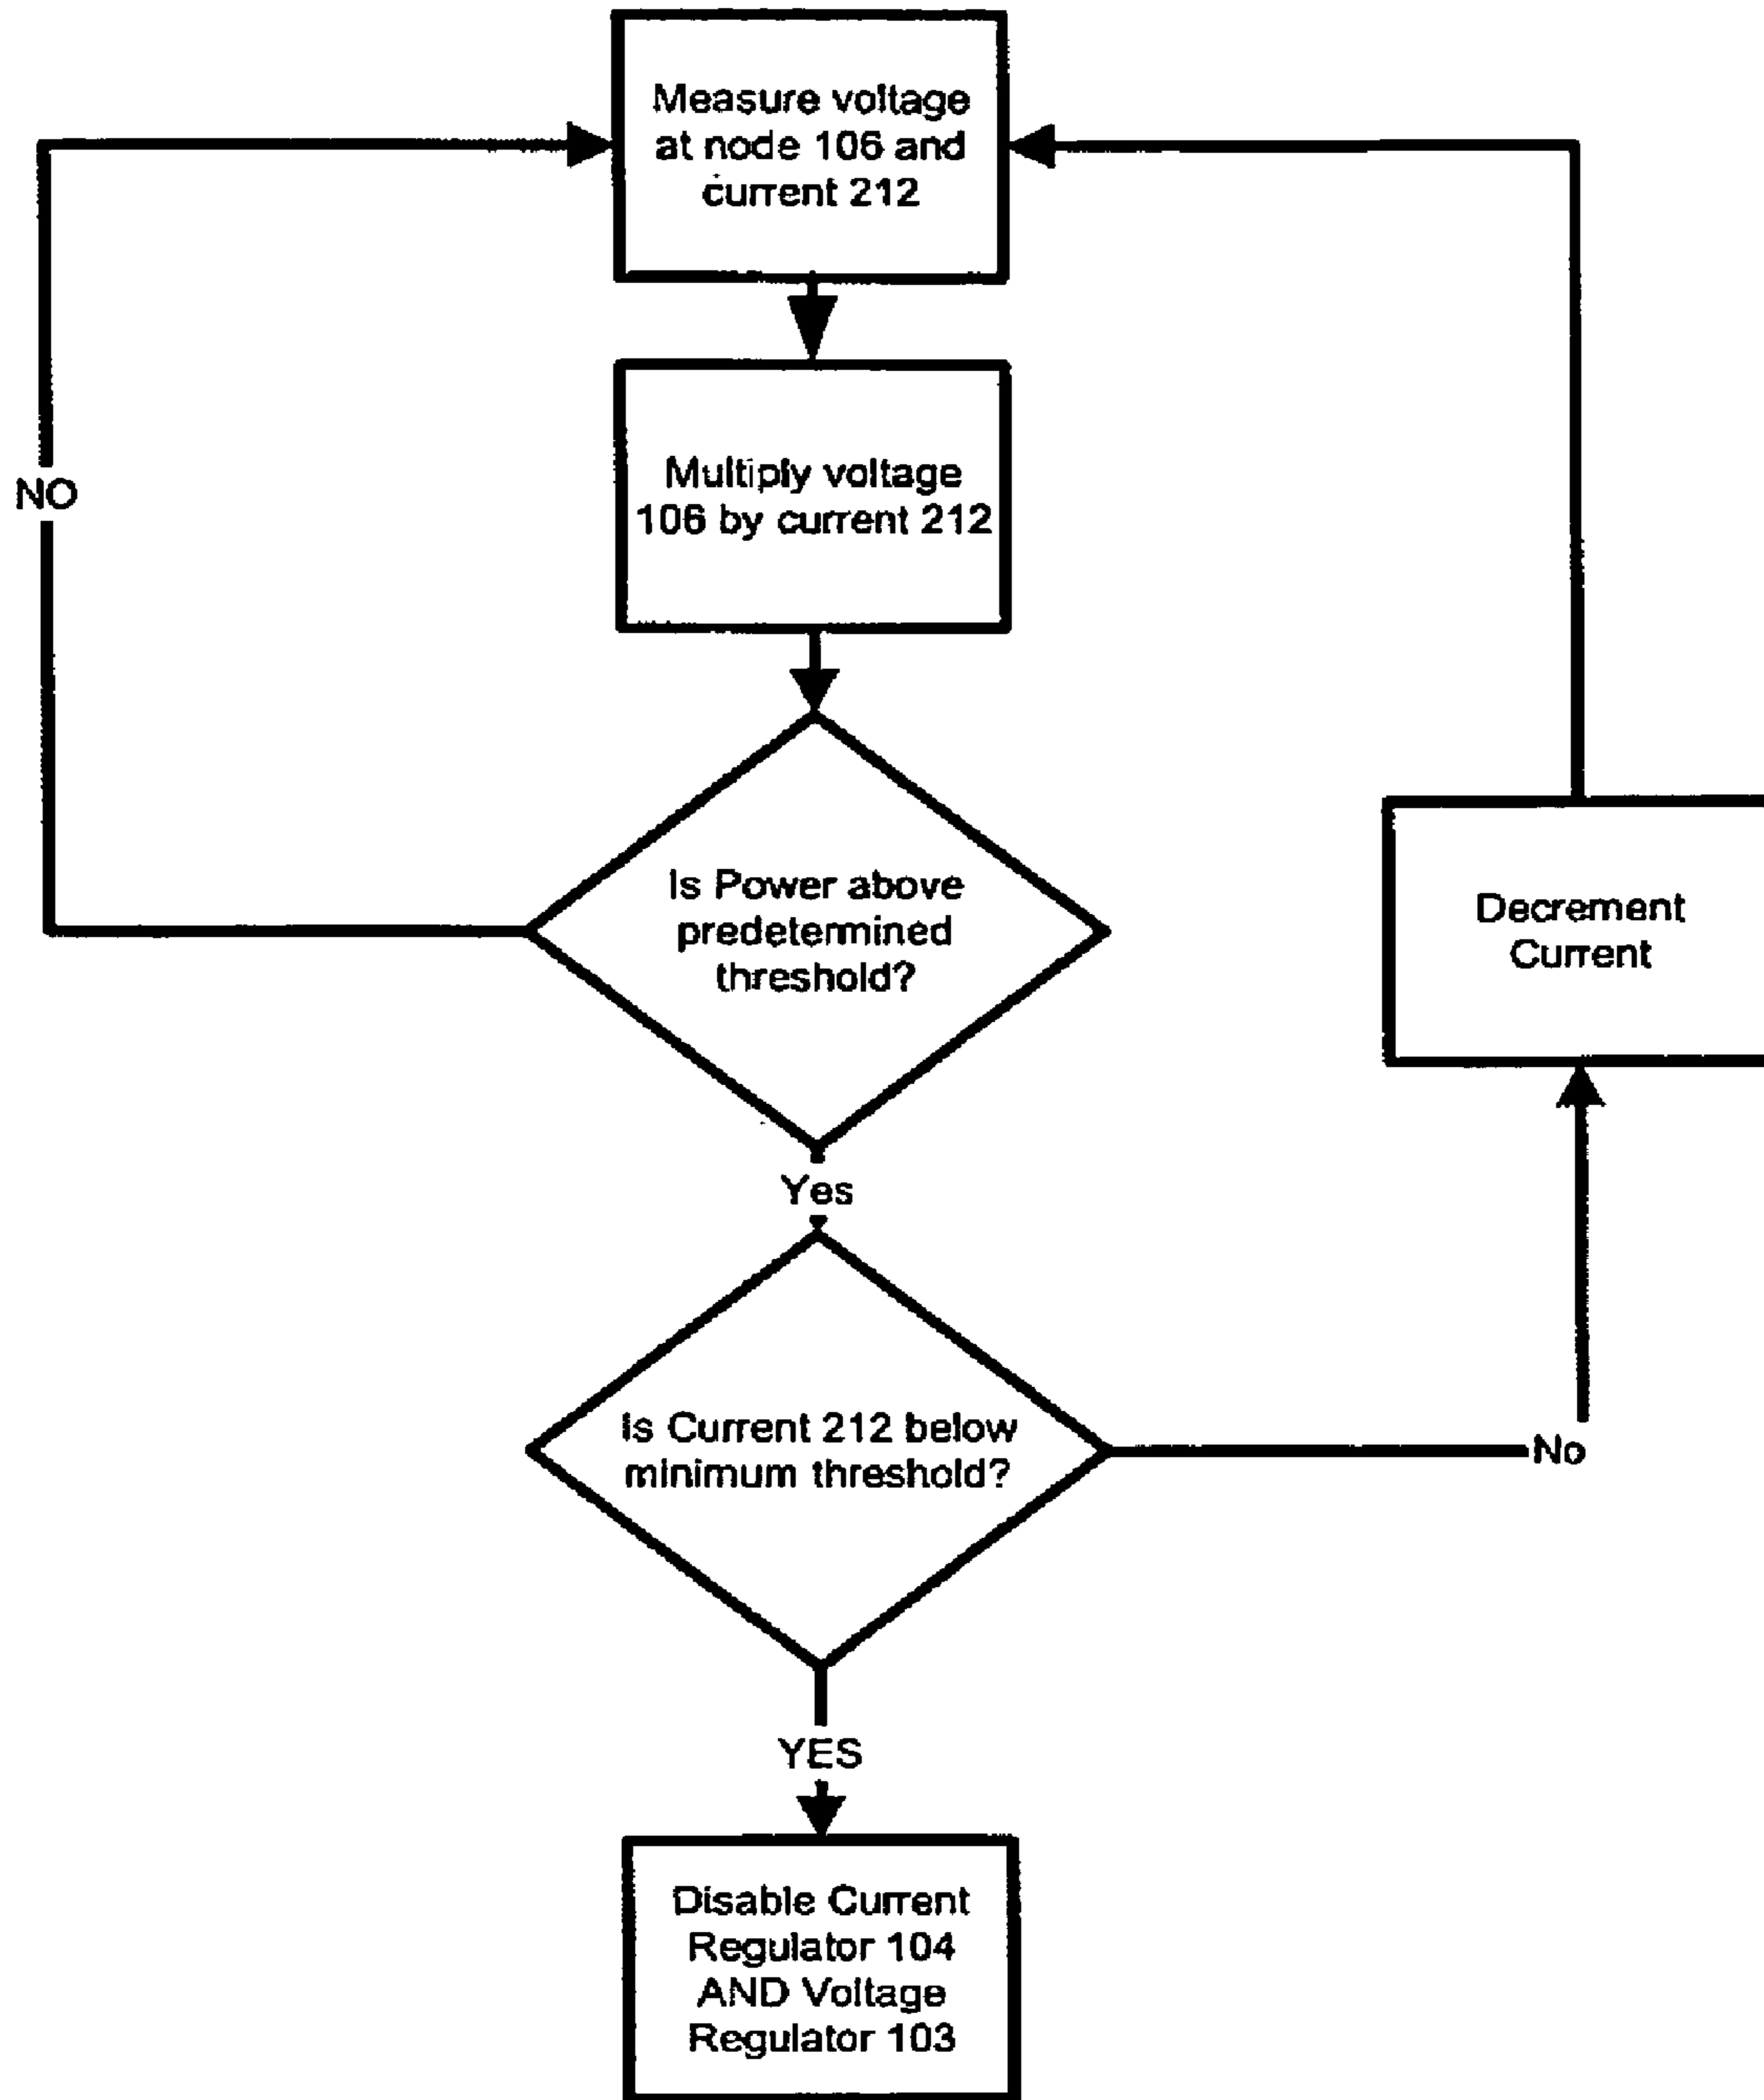 Measure voltage
at node 106 and
current 212
NO
Multiply voltage
106 by current 212
Is Power above
predetermined
threshold?
Decrement
Current
Yes
Is Current 212 below
minimum threshold?
No
YES
Disable Current
Regulator 104
AND Voltage
Regulator 103